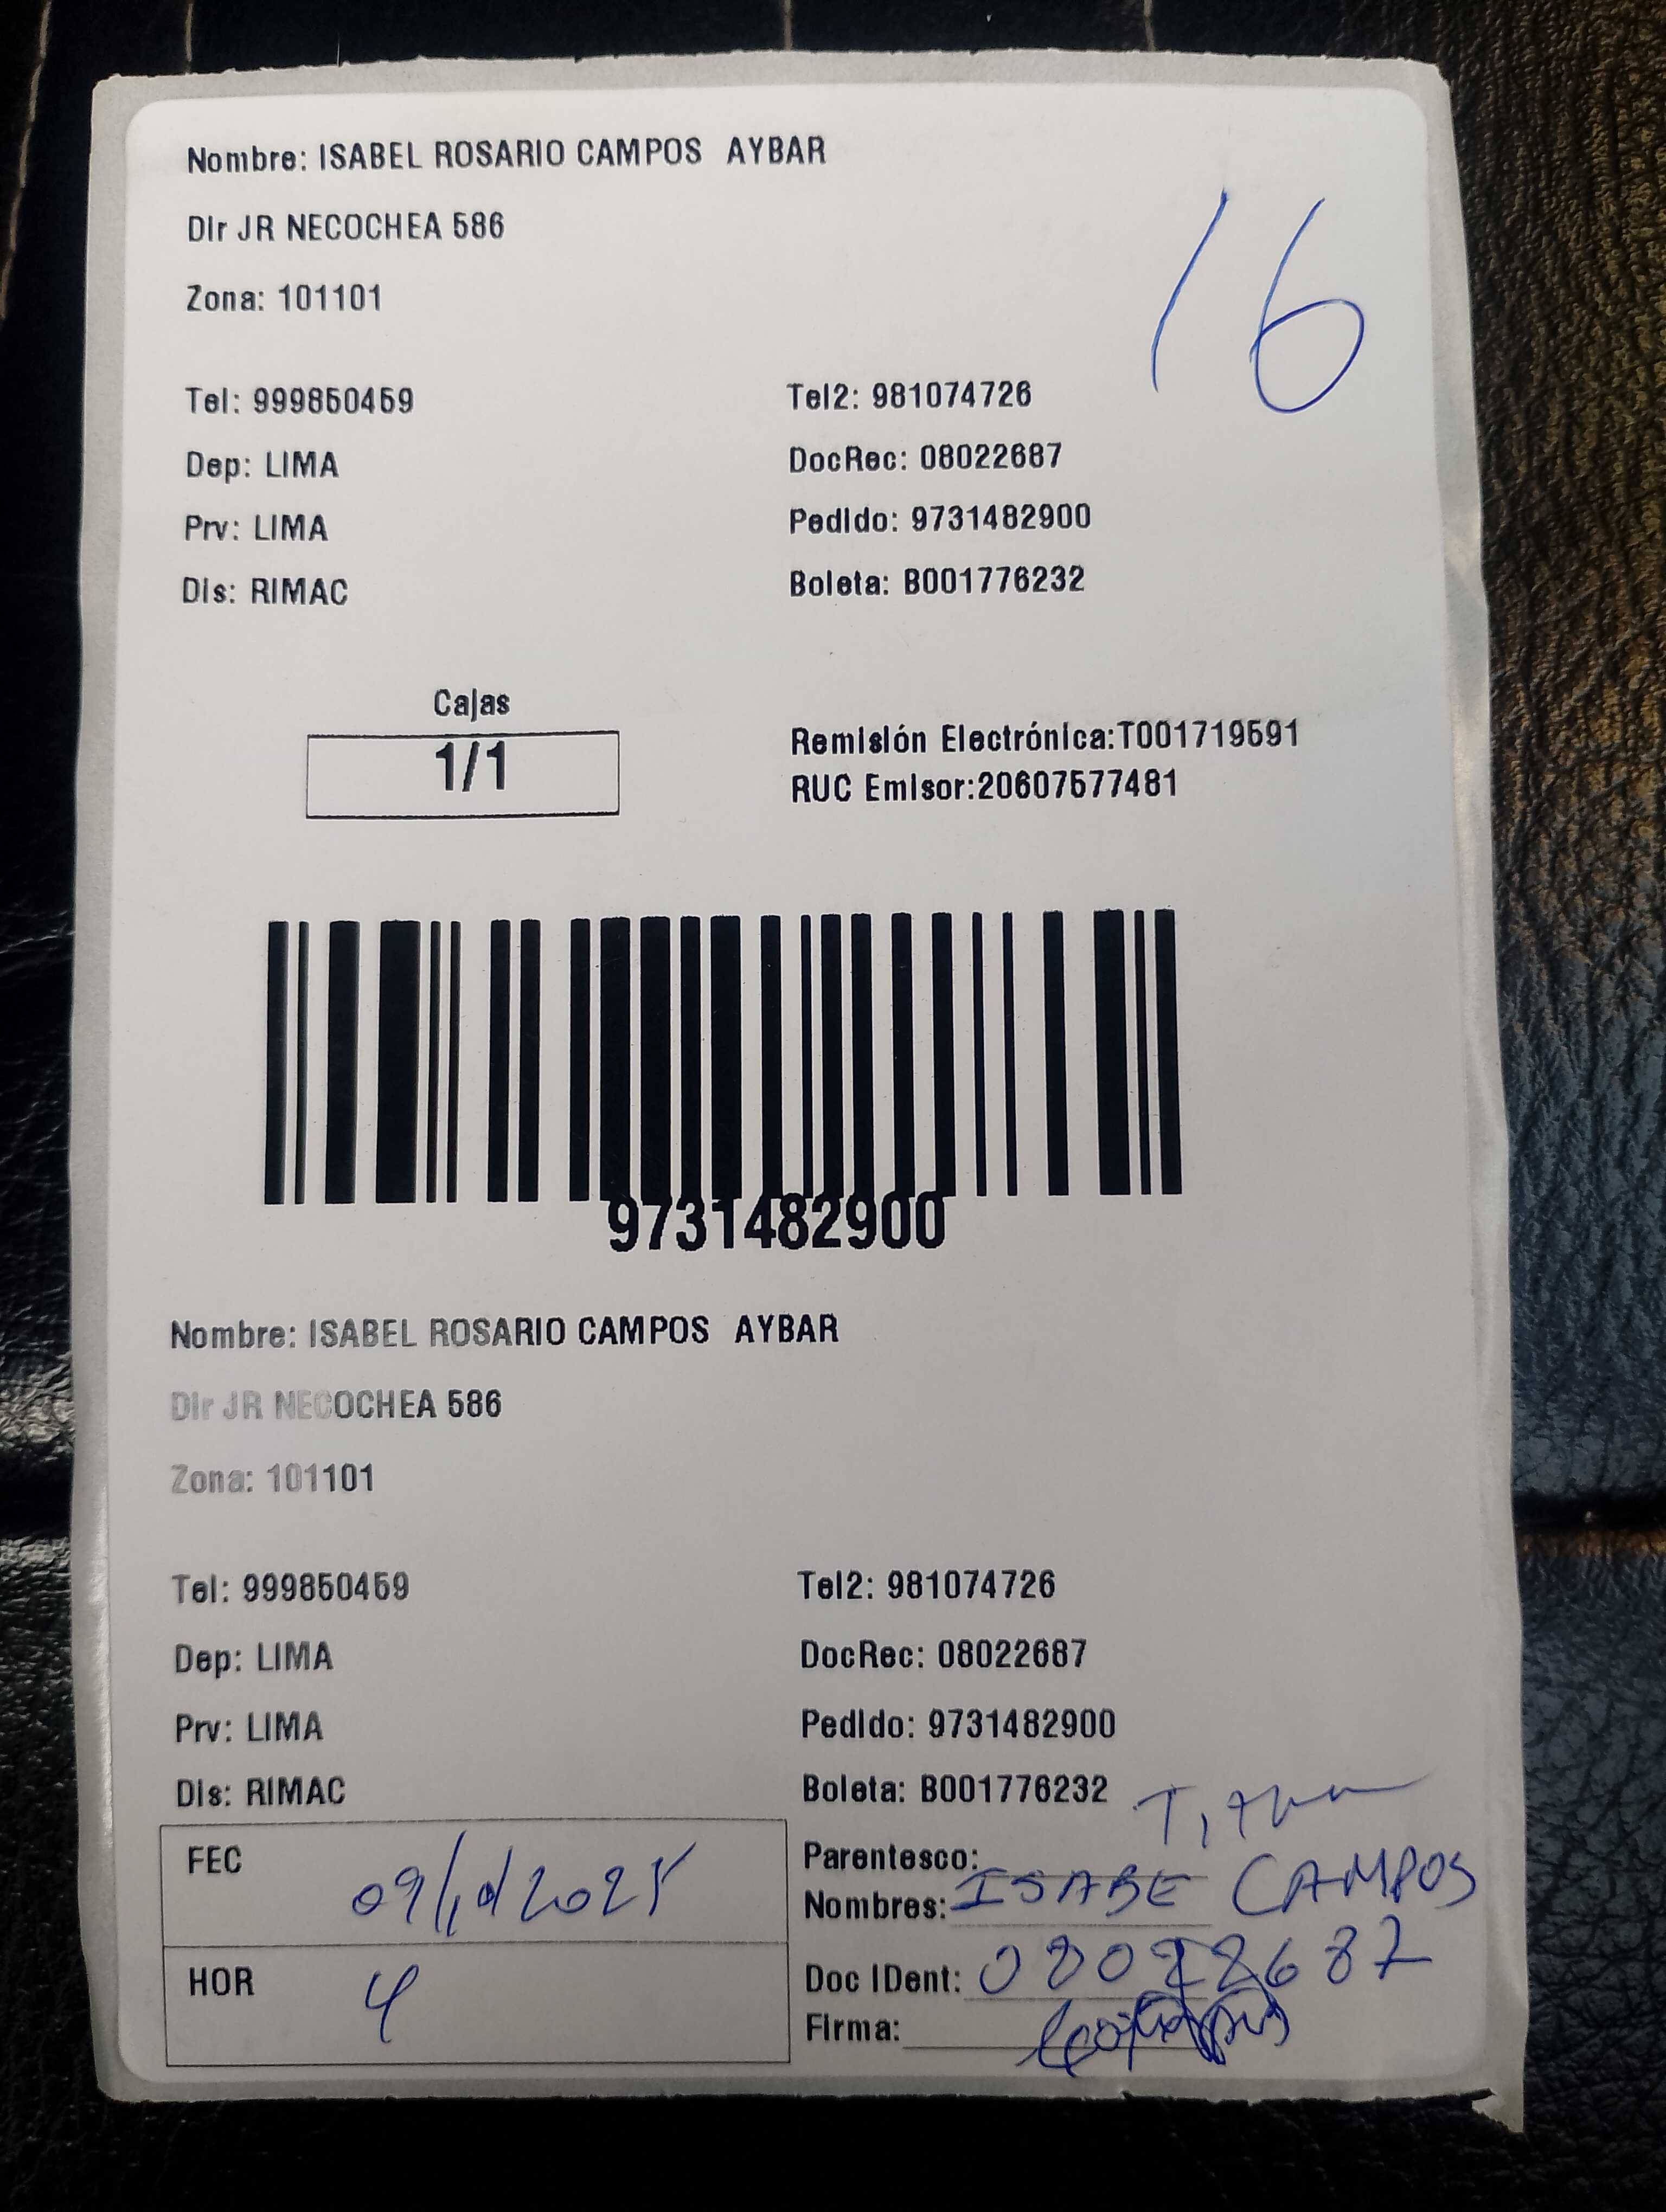 Nombre: ISABEL ROSARIO CAMPOS AYBAR
Dir JR NECOCHEA 586
16
Zona: 101101
Tel: 999850459 Tel2: 981074726
Dep: LIMA DocRec: 08022687
Prv: LIMA Pedido: 9731482900
Dis: RIMAC Boleta: B001776232
Cajas
1/1
Remisión Electrónica:T001719591
RUC Emisor:20607577481
9731482900
Nombre: ISABEL ROSARIO CAMPOS AYBAR
Dir JR NECOCHEA 586
Zona: 101101
Tel: 999850459 Tel2: 981074726
Dep: LIMA DocRec: 08022687
Prv: LIMA Pedido: 9731482900
Dis: RIMAC Boleta: B001776232
FEC
Parentesco:
Nombres: ISABE CAMPOS
HOR 4
Doc IDent: 08022687
Firma: